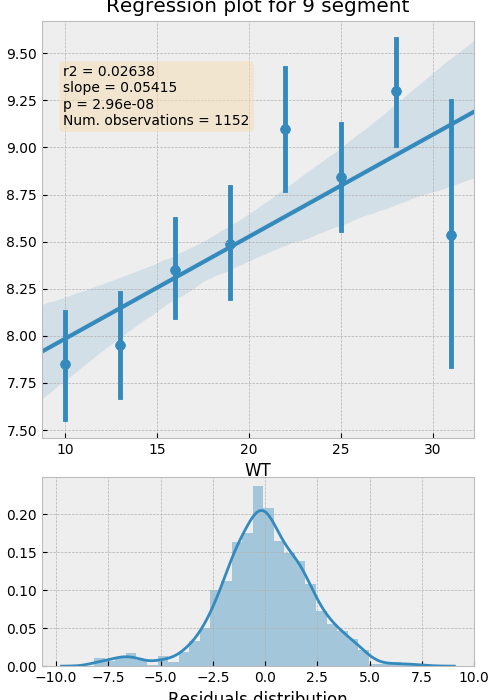 Regression plot for 9 segment
9.50
9.25
9.00
8.75
8.50
8.25
8.00
7.75
7.50
r2 = 0.02638
slope = 0.05415
p = 2.96e-08
Num. observations = 1152
10 15 20 25 30
WT
0.20
0.15
0.10
0.05
0.00
−10.0 −7.5 −5.0 −2.5 0.0 2.5 5.0 7.5 10.0
Residuals distribution